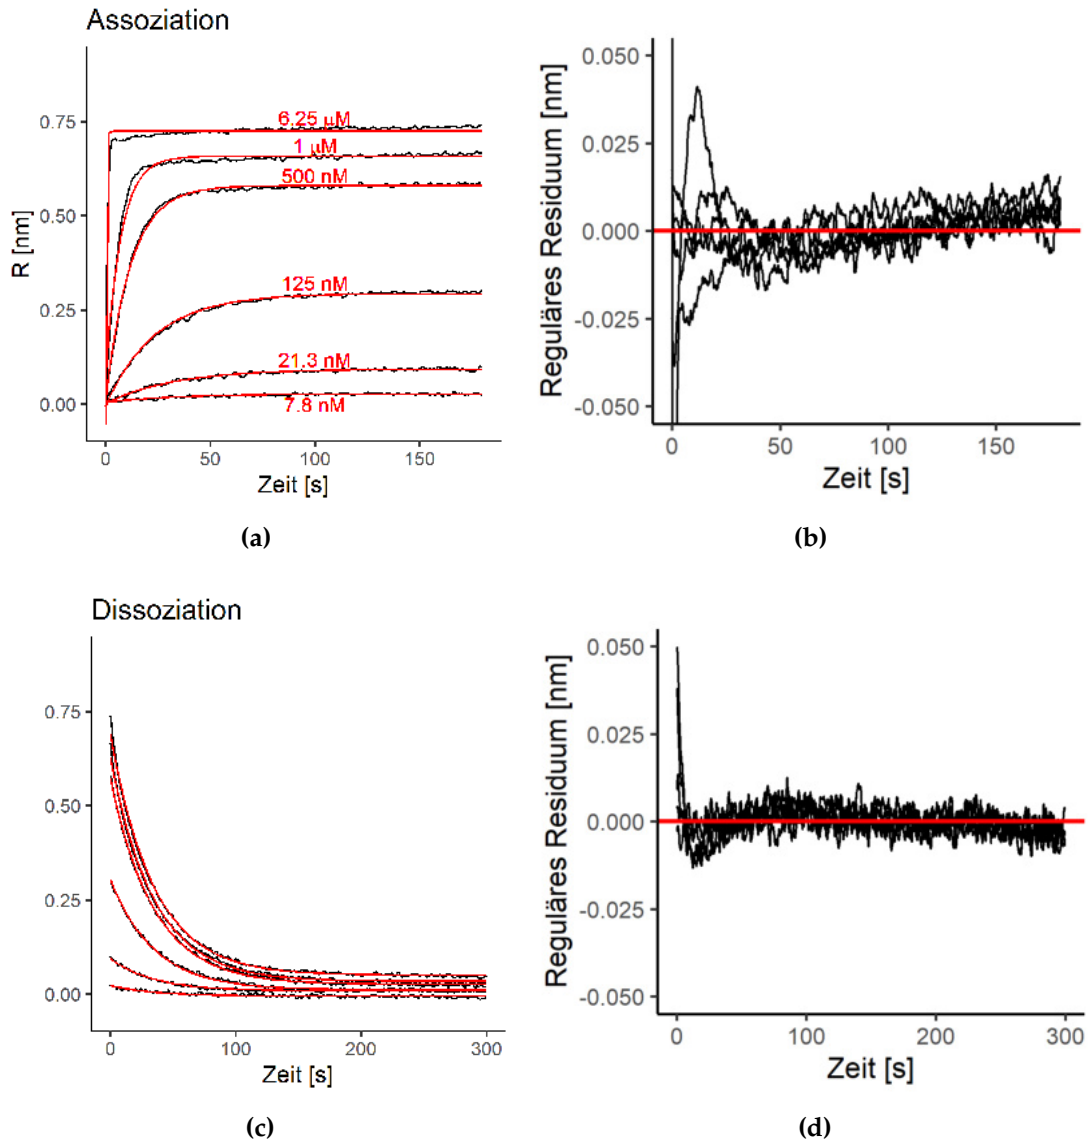 Assoziation
0.75
0.50
0.25
0.00
R [nm]
6.25 μM
1 μM
500 nM
125 nM
21.3 nM
7.8 nM
0 50 100 150
Zeit [s]
(a)
0.050
0.025
0.000
-0.025
-0.050
Reguläres Residuum [nm]
0 50 100 150
Zeit [s]
(b)
Dissoziation
0.75
0.50
0.25
0.00
0 100 200 300
Zeit [s]
(c)
0.050
0.025
0.000
-0.025
-0.050
Reguläres Residuum [nm]
0 100 200 300
Zeit [s]
(d)